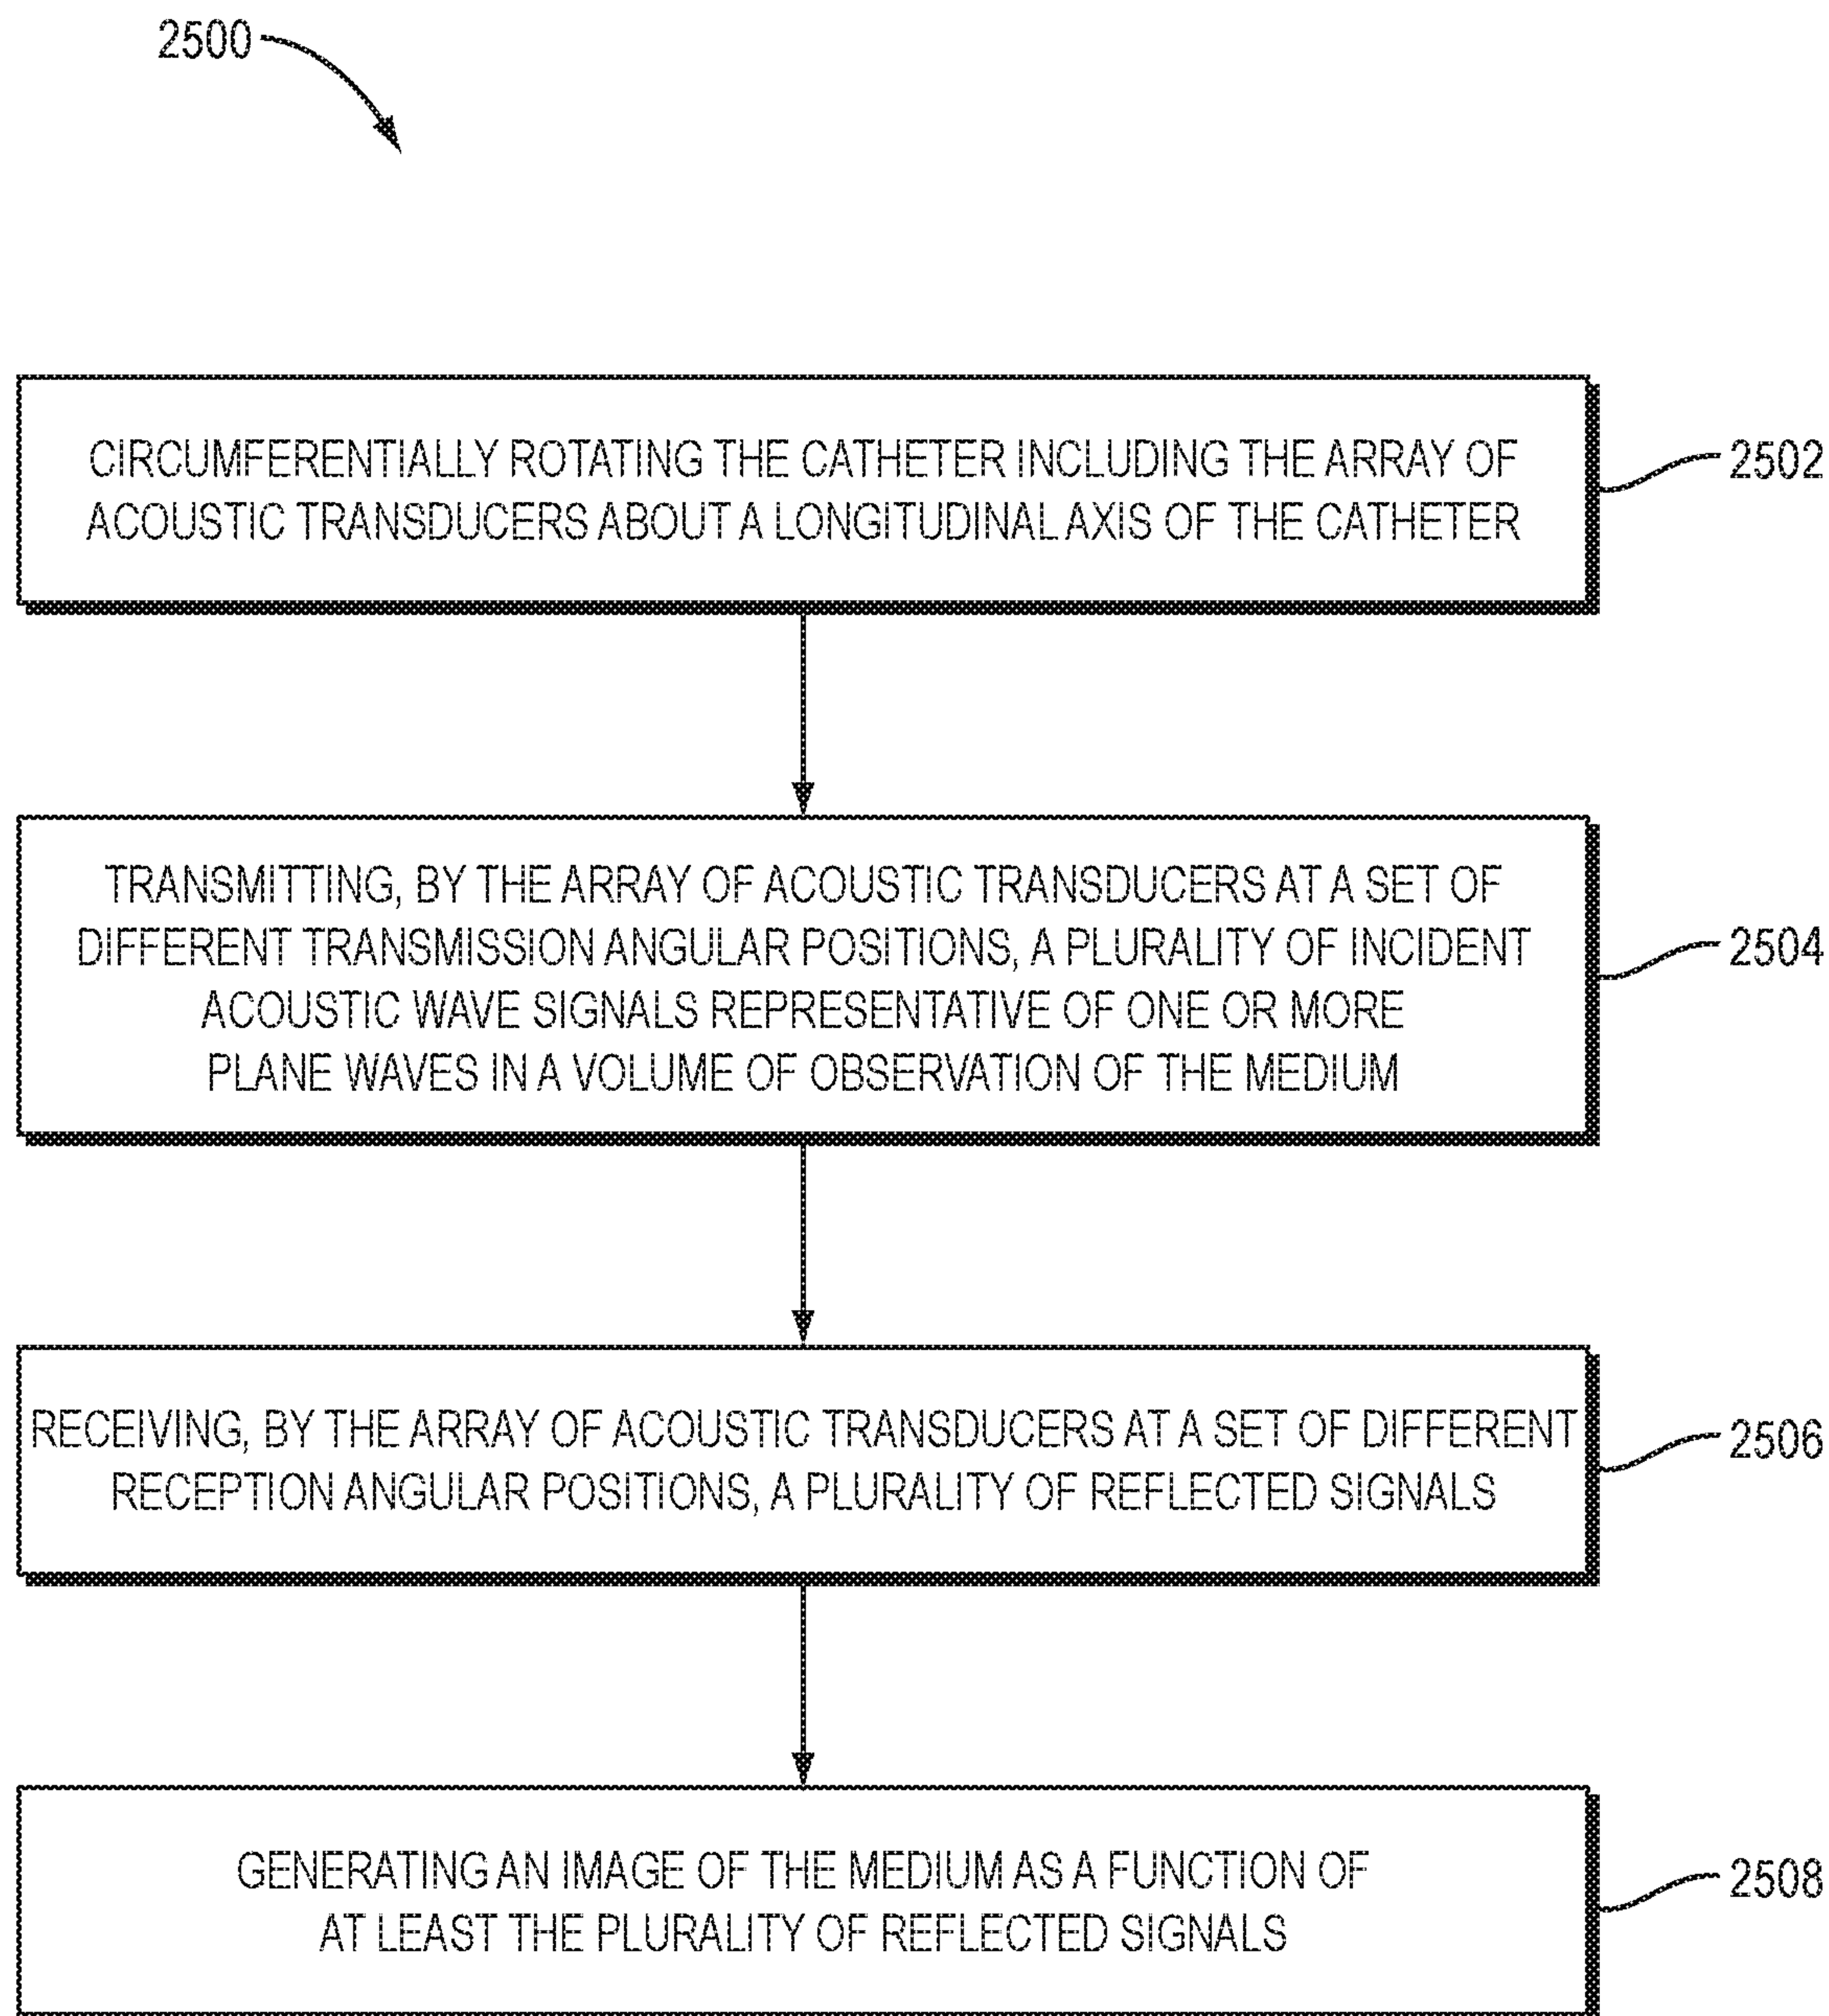 2500
CIRCUMFERENTIALLY ROTATING THE CATHETER INCLUDING THE ARRAY OF
ACOUSTIC TRANSDUCERS ABOUT A LONGITUDINAL AXIS OF THE CATHETER
2502
TRANSMITTING, BY THE ARRAY OF ACOUSTIC TRANSDUCERS AT A SET OF
DIFFERENT TRANSMISSION ANGULAR POSITIONS, A PLURALITY OF INCIDENT
ACOUSTIC WAVE SIGNALS REPRESENTATIVE OF ONE OR MORE
PLANE WAVES IN A VOLUME OF OBSERVATION OF THE MEDIUM
2504
RECEIVING, BY THE ARRAY OF ACOUSTIC TRANSDUCERS AT A SET OF DIFFERENT
RECEPTION ANGULAR POSITIONS, A PLURALITY OF REFLECTED SIGNALS
2506
GENERATING AN IMAGE OF THE MEDIUM AS A FUNCTION OF
AT LEAST THE PLURALITY OF REFLECTED SIGNALS
2508